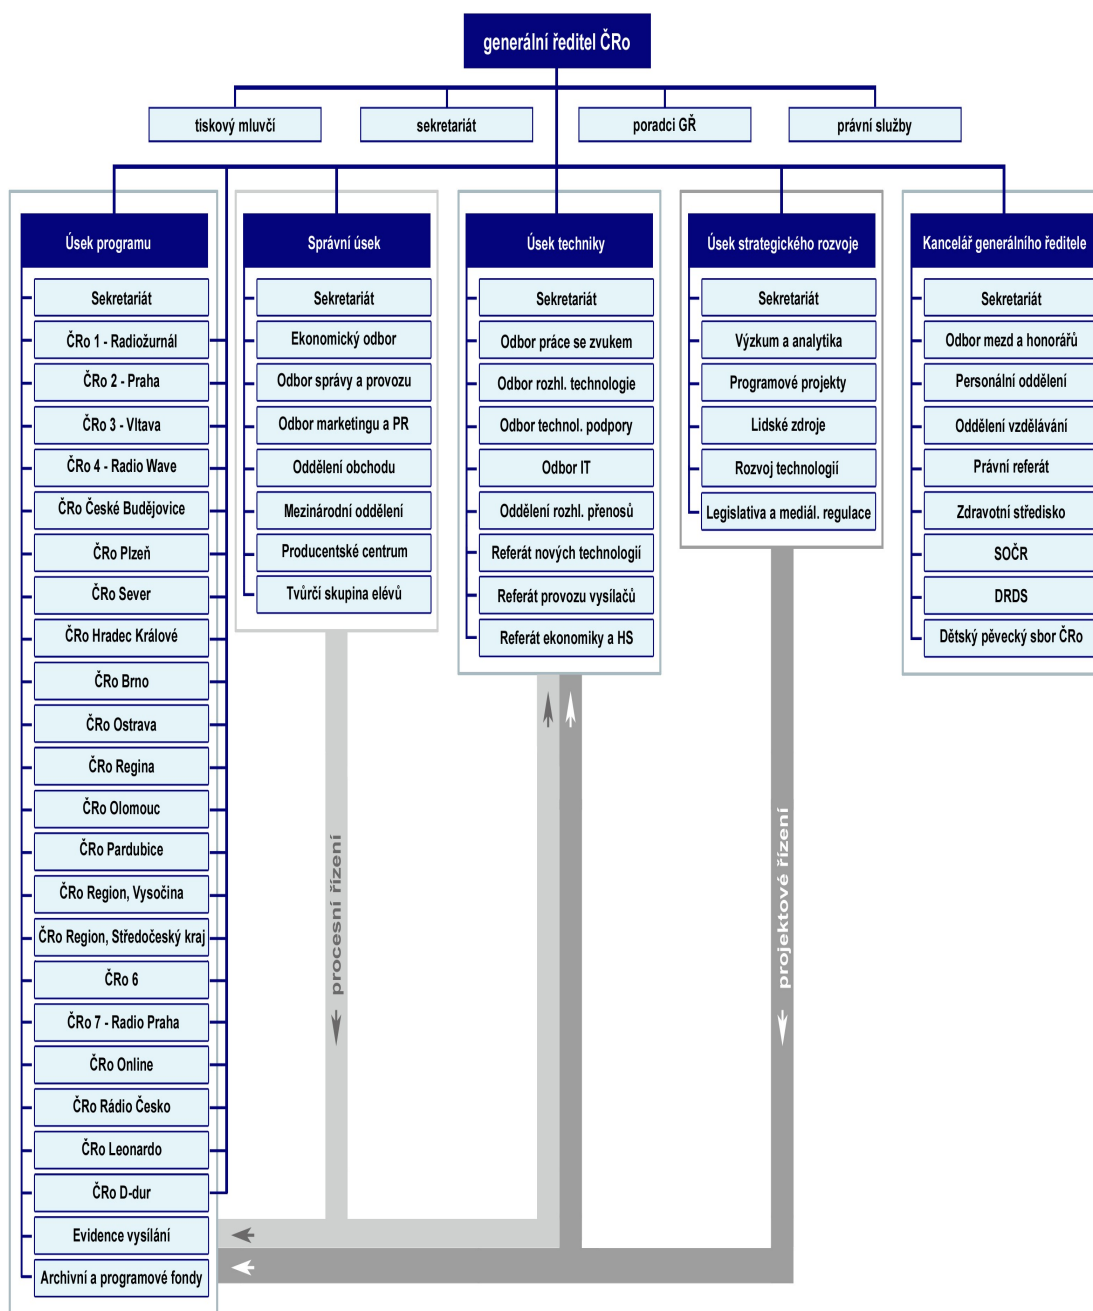 generální ředitel ČRo
tiskový mluvčí
sekretariát
poradci GŘ
právní služby
Úsek programu
Sekretariát
ČRo 1 - Radiožurnál
ČRo 2 - Praha
ČRo 3 - Vltava
ČRo 4 - Radio Wave
ČRo České Budějovice
ČRo Plzeň
ČRo Sever
ČRo Hradec Králové
ČRo Brno
ČRo Ostrava
ČRo Regina
ČRo Olomouc
ČRo Pardubice
ČRo Region, Vysočina
ČRo Region, Středočeský kraj
ČRo 6
ČRo 7 - Radio Praha
ČRo Online
ČRo Rádio Česko
ČRo Leonardo
ČRo D-dur
Evidence vysílání
Archivní a programové fondy
Správní úsek
Sekretariát
Ekonomický odbor
Odbor správy a provozu
Odbor marketingu a PR
Oddělení obchodu
Mezinárodní oddělení
Producentské centrum
Tvůrčí skupina elévů
procesní řízení
Úsek techniky
Sekretariát
Odbor práce se zvukem
Odbor rozhl. technologie
Odbor technol. podpory
Odbor IT
Oddělení rozhl. přenosů
Referát nových technologií
Referát provozu vysílačů
Referát ekonomiky a HS
Úsek strategického rozvoje
Sekretariát
Výzkum a analytika
Programové projekty
Lidské zdroje
Rozvoj technologií
Legislativa a mediál. regulace
projektové řízení
Kancelář generálního ředitele
Sekretariát
Odbor mezd a honorářů
Personální oddělení
Oddělení vzdělávání
Právní referát
Zdravotní středisko
SOČR
DRDS
Dětský pěvecký sbor ČRo